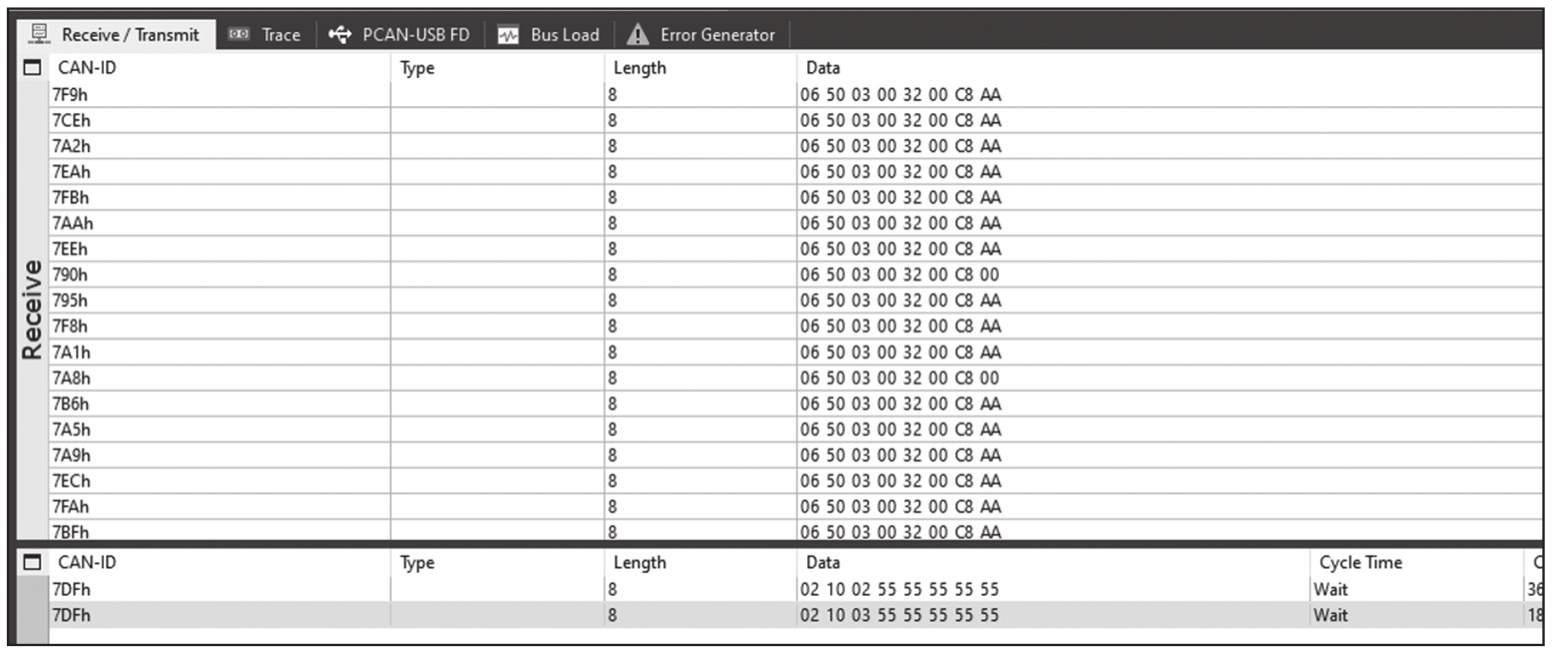 Receive / Transmit Trace PCAN-USB FD Bus Load Error Generator
CAN-ID Type Length Data
7F9h 8 06 50 03 00 32 00 C8 AA
7CEh 8 06 50 03 00 32 00 C8 AA
7A2h 8 06 50 03 00 32 00 C8 AA
7EAh 8 06 50 03 00 32 00 C8 AA
7FBh 8 06 50 03 00 32 00 C8 AA
7AAh 8 06 50 03 00 32 00 C8 AA
7EEh 8 06 50 03 00 32 00 C8 AA
790h 8 06 50 03 00 32 00 C8 00
795h 8 06 50 03 00 32 00 C8 AA
7F8h 8 06 50 03 00 32 00 C8 AA
7A1h 8 06 50 03 00 32 00 C8 AA
7A8h 8 06 50 03 00 32 00 C8 00
7B6h 8 06 50 03 00 32 00 C8 AA
7A5h 8 06 50 03 00 32 00 C8 AA
7A9h 8 06 50 03 00 32 00 C8 AA
7ECh 8 06 50 03 00 32 00 C8 AA
7FAh 8 06 50 03 00 32 00 C8 AA
7BFh 8 06 50 03 00 32 00 C8 AA
Receive
CAN-ID Type Length Data Cycle Time C
7DFh 8 02 10 02 55 55 55 55 55 Wait 36
7DFh 8 02 10 03 55 55 55 55 55 Wait 18